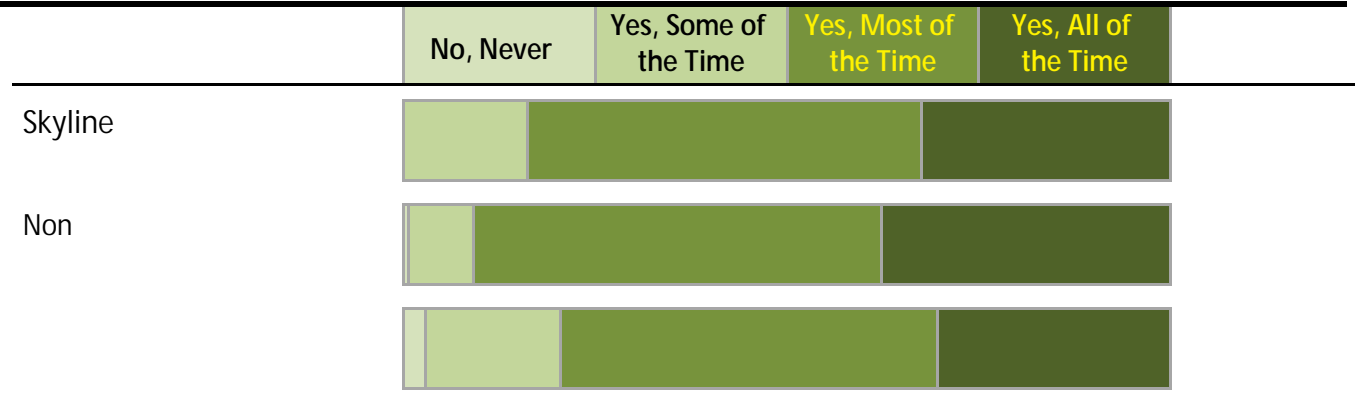 No, Never
Yes, Some of
the Time
Yes, Most of
the Time
Yes, All of
the Time
Skyline
Non